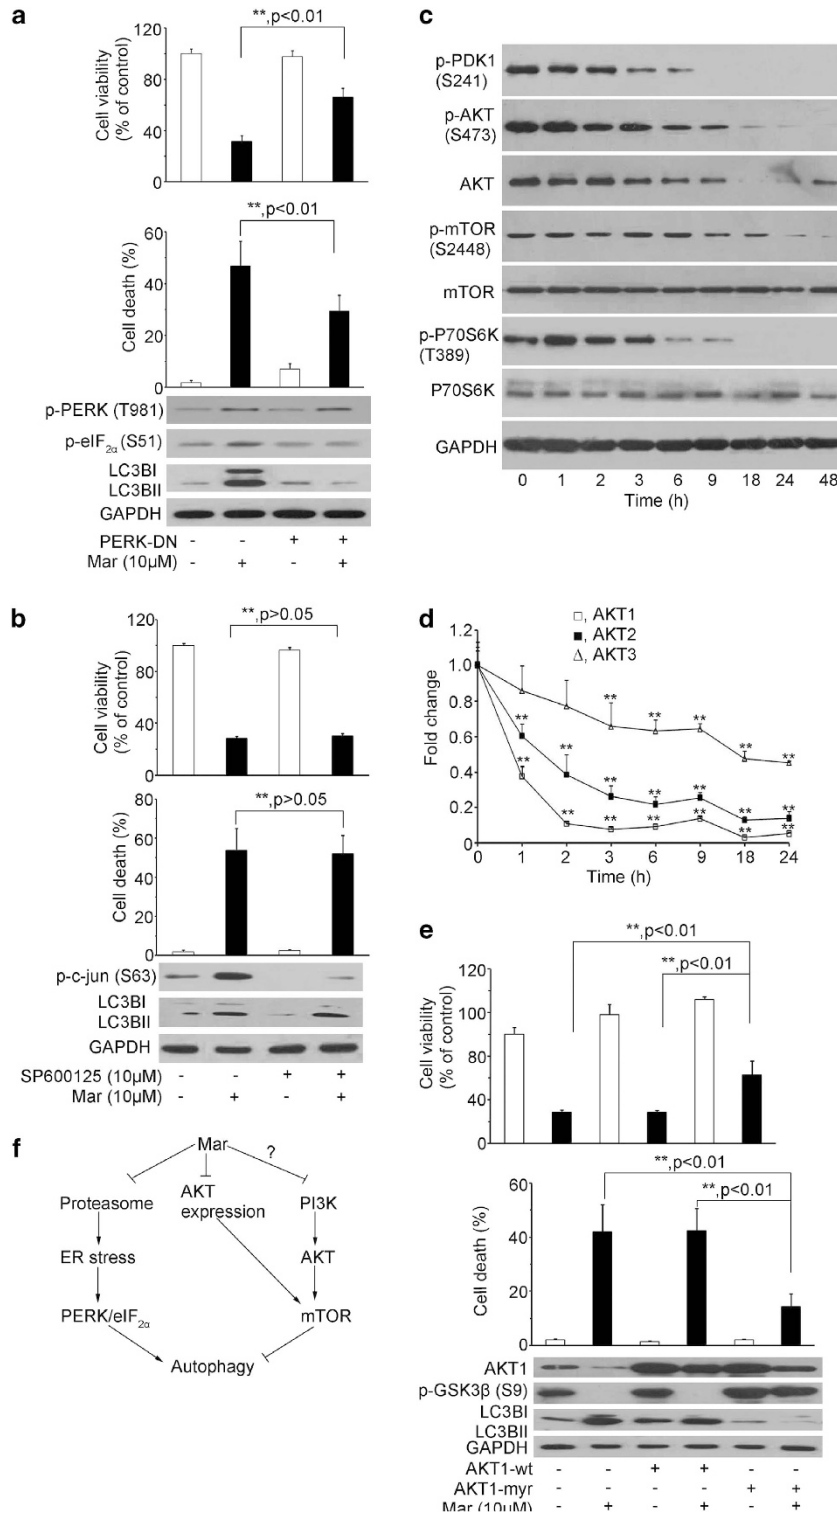 a
**,p<0.01
Cell viability
(% of control)
120
80
40
0
**,p<0.01
Cell death (%)
60
40
20
0
p-PERK (T981)
p-eIF2α (S51)
LC3BI
LC3BII
GAPDH
PERK-DN - - + +
Mar (10µM) - + - +
b
**,p>0.05
Cell viability
(% of control)
120
80
40
0
**,p>0.05
Cell death (%)
80
60
40
20
0
p-c-jun (S63)
LC3BI
LC3BII
GAPDH
SP600125 (10µM) - - + +
Mar (10µM) - + - +
f
Mar
?
Proteasome
AKT
expression
PI3K
ER stress
AKT
PERK/eIF2α
mTOR
Autophagy
c
p-PDK1
(S241)
p-AKT
(S473)
AKT
p-mTOR
(S2448)
mTOR
p-P70S6K
(T389)
P70S6K
GAPDH
0 1 2 3 6 9 18 24 48
Time (h)
d
□, AKT1
■, AKT2
△, AKT3
Fold change
1.2
1.0
0.8
0.6
0.4
0.2
0
** ** ** ** **
** ** ** ** ** ** **
** ** ** ** ** ** **
0 1 2 3 6 9 18 24
Time (h)
e
**,p<0.01
**,p<0.01
Cell viability
(% of control)
120
100
80
40
0
**,p<0.01
**,p<0.01
Cell death (%)
60
40
20
0
AKT1
p-GSK3β (S9)
LC3BI
LC3BII
GAPDH
AKT1-wt - - + + - -
AKT1-myr - - - - + +
Mar (10µM) - + - + - +